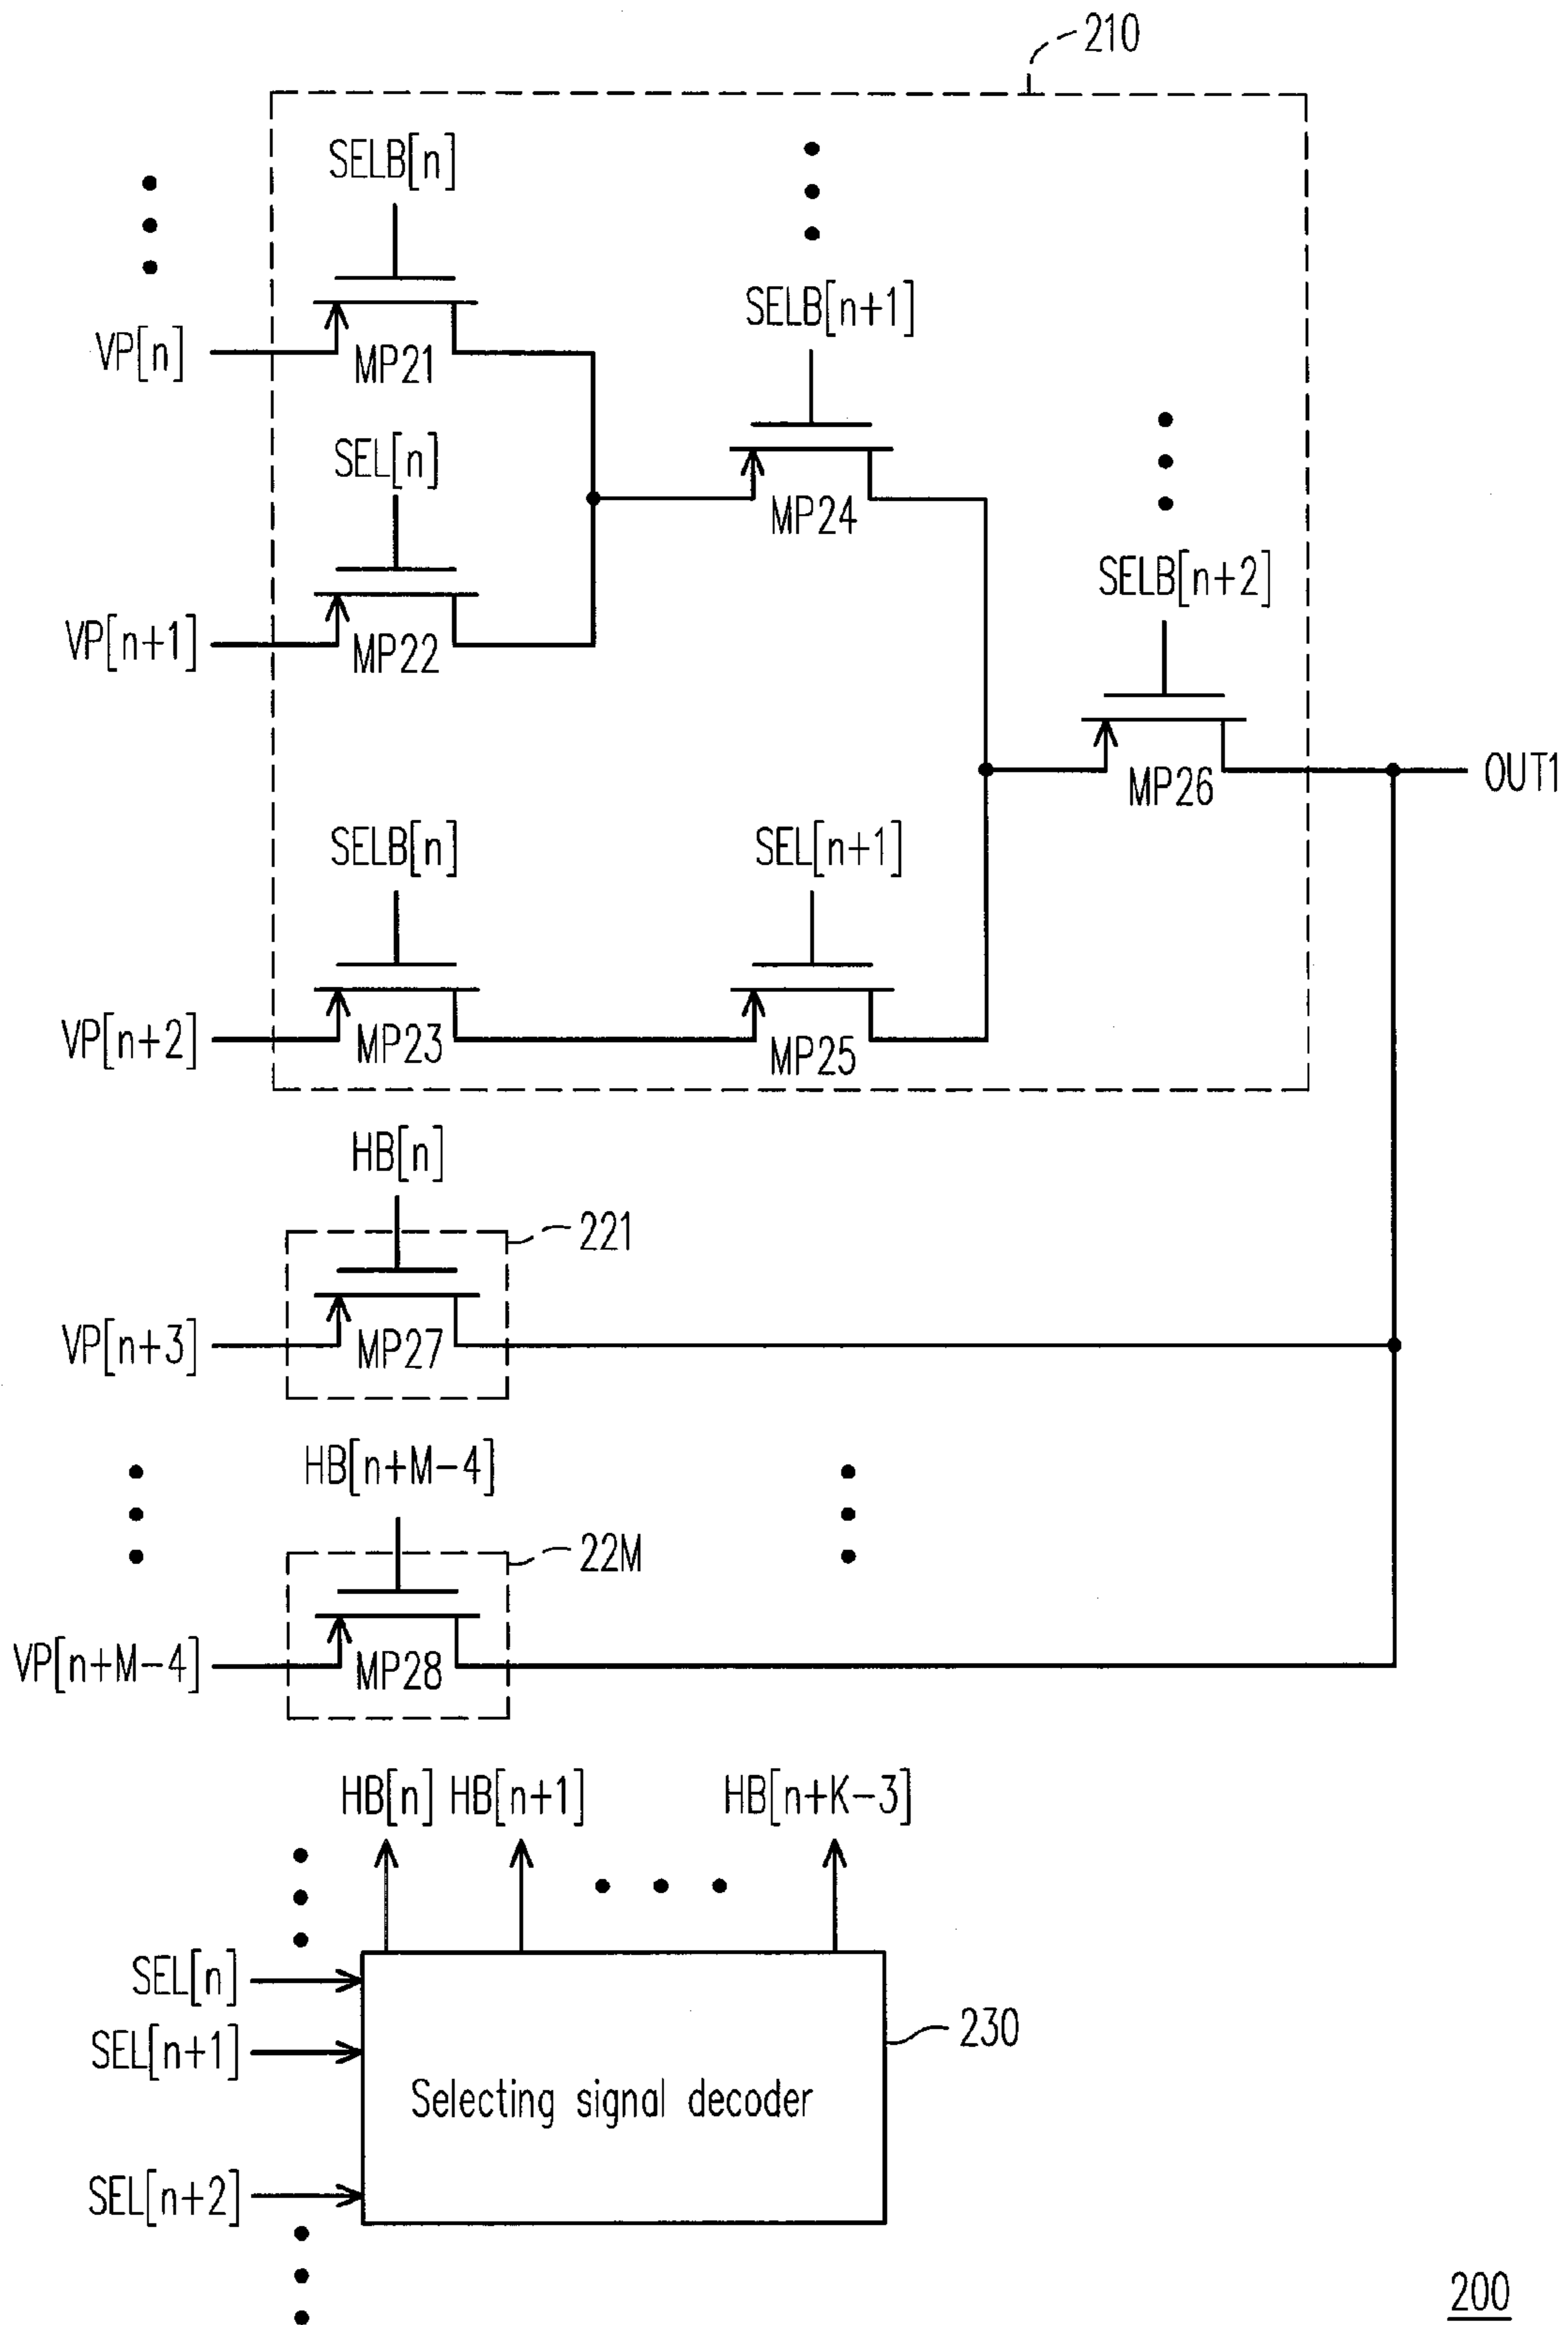 210
SELB[n]
SELB[n+1]
VP[n]
MP21
SEL[n]
MP24
SELB[n+2]
VP[n+1]
MP22
OUT1
MP26
SELB[n]
SEL[n+1]
VP[n+2]
MP23
MP25
HB[n]
221
VP[n+3]
MP27
HB[n+M-4]
22M
VP[n+M-4]
MP28
HB[n] HB[n+1] HB[n+K-3]
SEL[n]
230
SEL[n+1]
Selecting signal decoder
SEL[n+2]
200